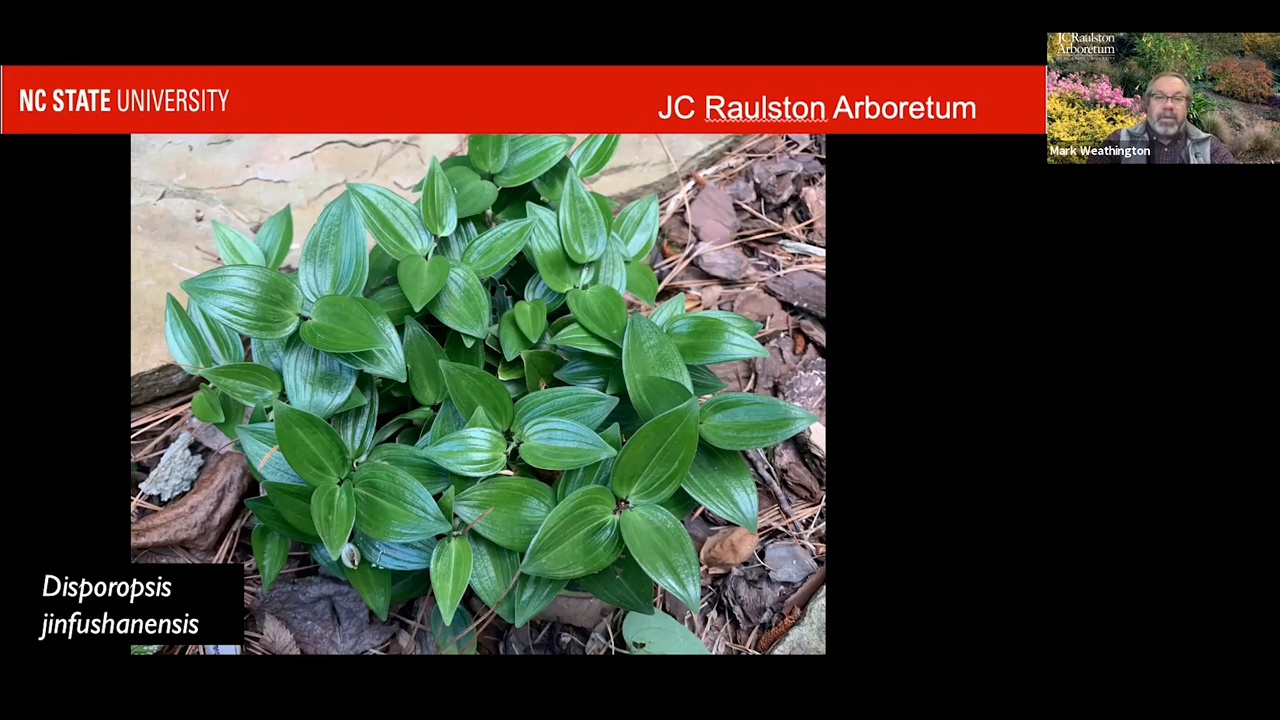 NC STATE UNIVERSITY
JC Raulston Arboretum
JC Raulston
Arboretum
Mark Weathington
Disporopsis
jinfushanensis